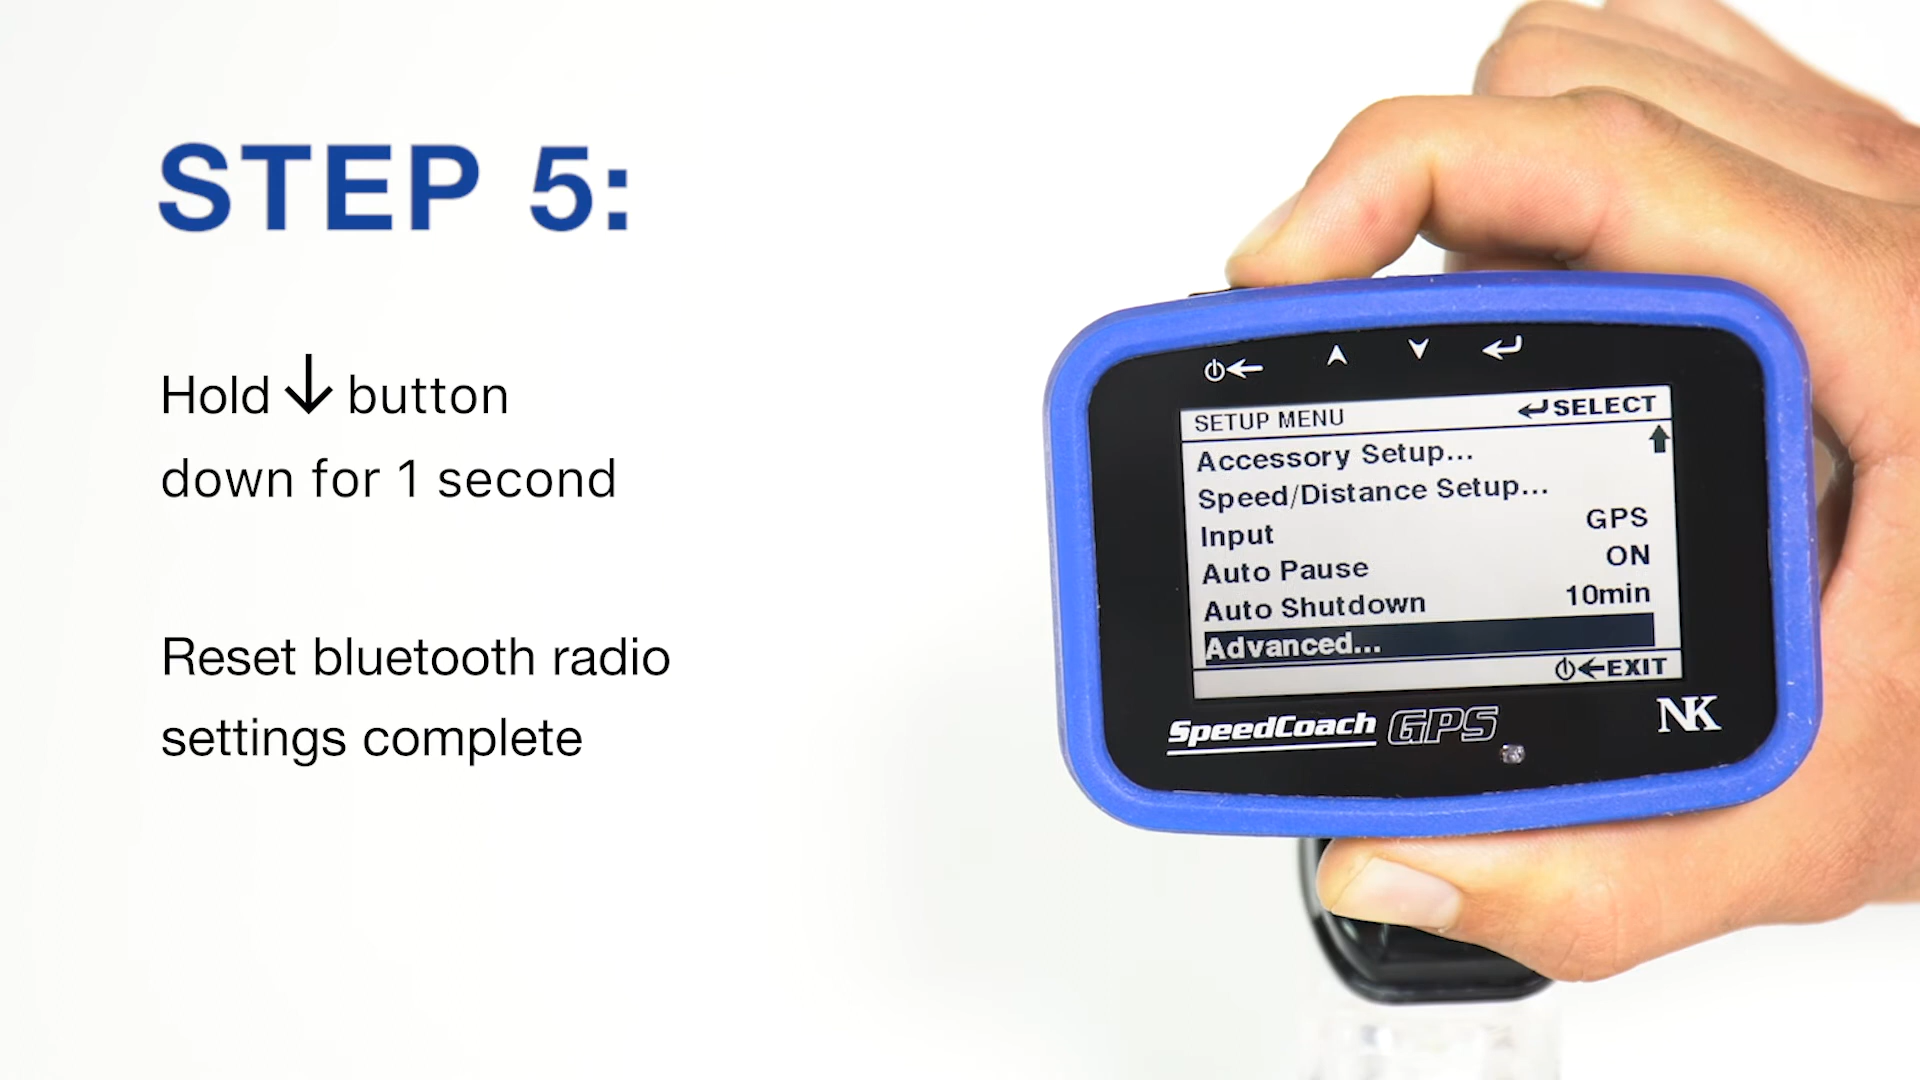 STEP 5:
Hold ↓ button
down for 1 second
Reset bluetooth radio
settings complete
SETUP MENU ↵SELECT
Accessory Setup...
Speed/Distance Setup...
Input GPS
Auto Pause ON
Auto Shutdown 10min
Advanced...
⏻←EXIT
SpeedCoach GPS
NK